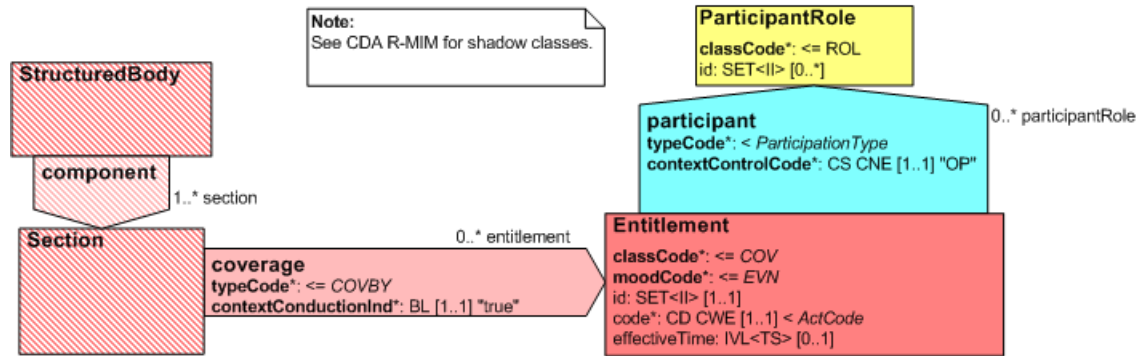 Note:
See CDA R-MIM for shadow classes.
ParticipantRole
classCode*: <= ROL
id: SET<II> [0..*]
StructuredBody
component
1..* section
participant
typeCode*: < ParticipationType
contextControlCode*: CS CNE [1..1] "OP"
0..* participantRole
Section
coverage
typeCode*: <= COVBY
contextConductionInd*: BL [1..1] "true"
0..* entitlement
Entitlement
classCode*: <= COV
moodCode*: <= EVN
id: SET<II> [1..1]
code*: CD CWE [1..1] < ActCode
effectiveTime: IVL<TS> [0..1]